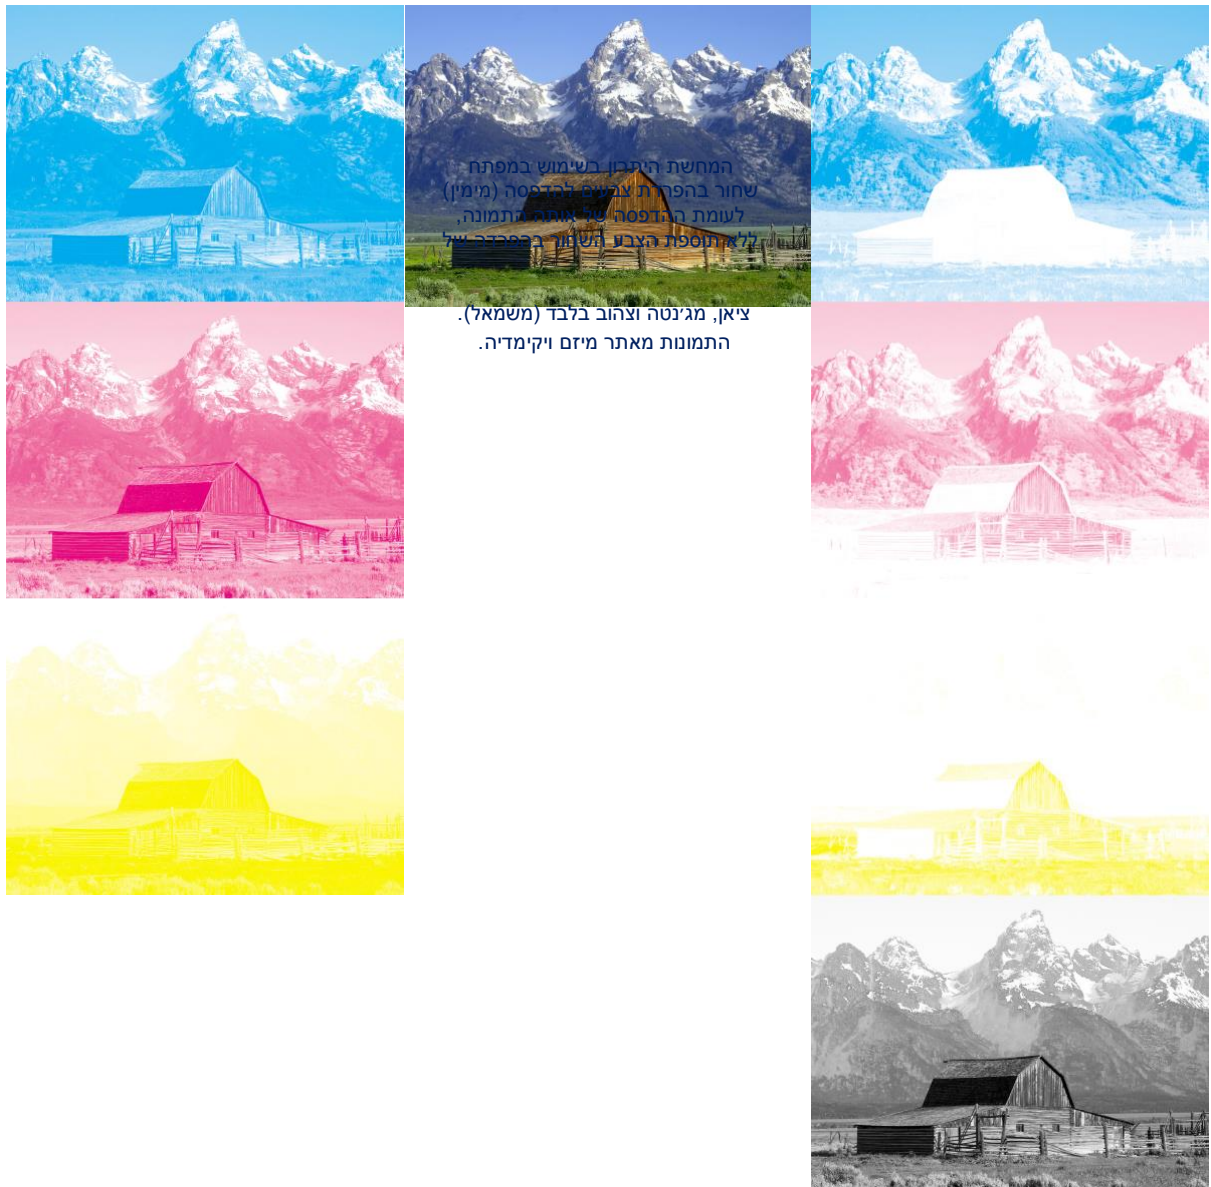 המחשת היתרון בשימוש במפתח
שחור בהפרדת צבעים להדפסה (מימין)
לעומת ההדפסה של אותה התמונה,
ללא תוספת הצבע השחור בהפרדה של
ציאן, מג׳נטה וצהוב בלבד (משמאל).
התמונות מאתר מיזם ויקימדיה.